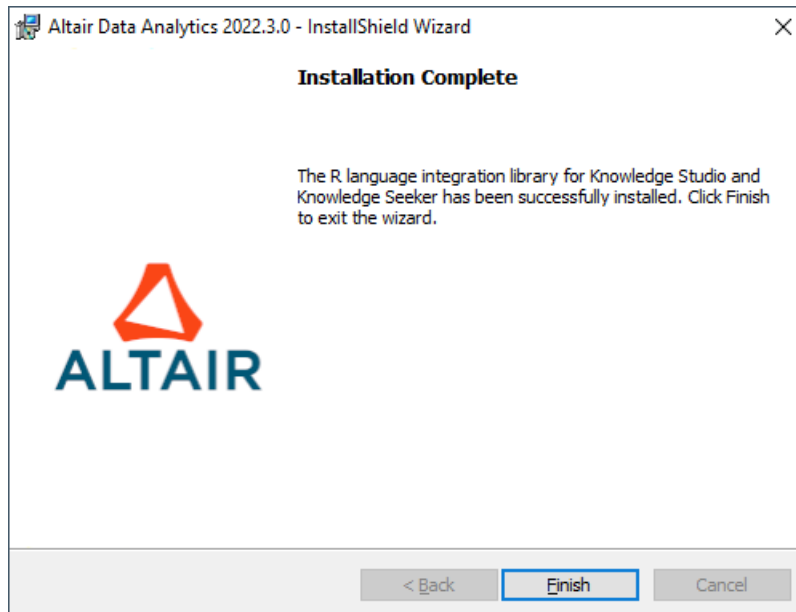 Altair Data Analytics 2022.3.0 - InstallShield Wizard
Installation Complete
The R language integration library for Knowledge Studio and
Knowledge Seeker has been successfully installed. Click Finish
to exit the wizard.
ALTAIR
< Back
Finish
Cancel